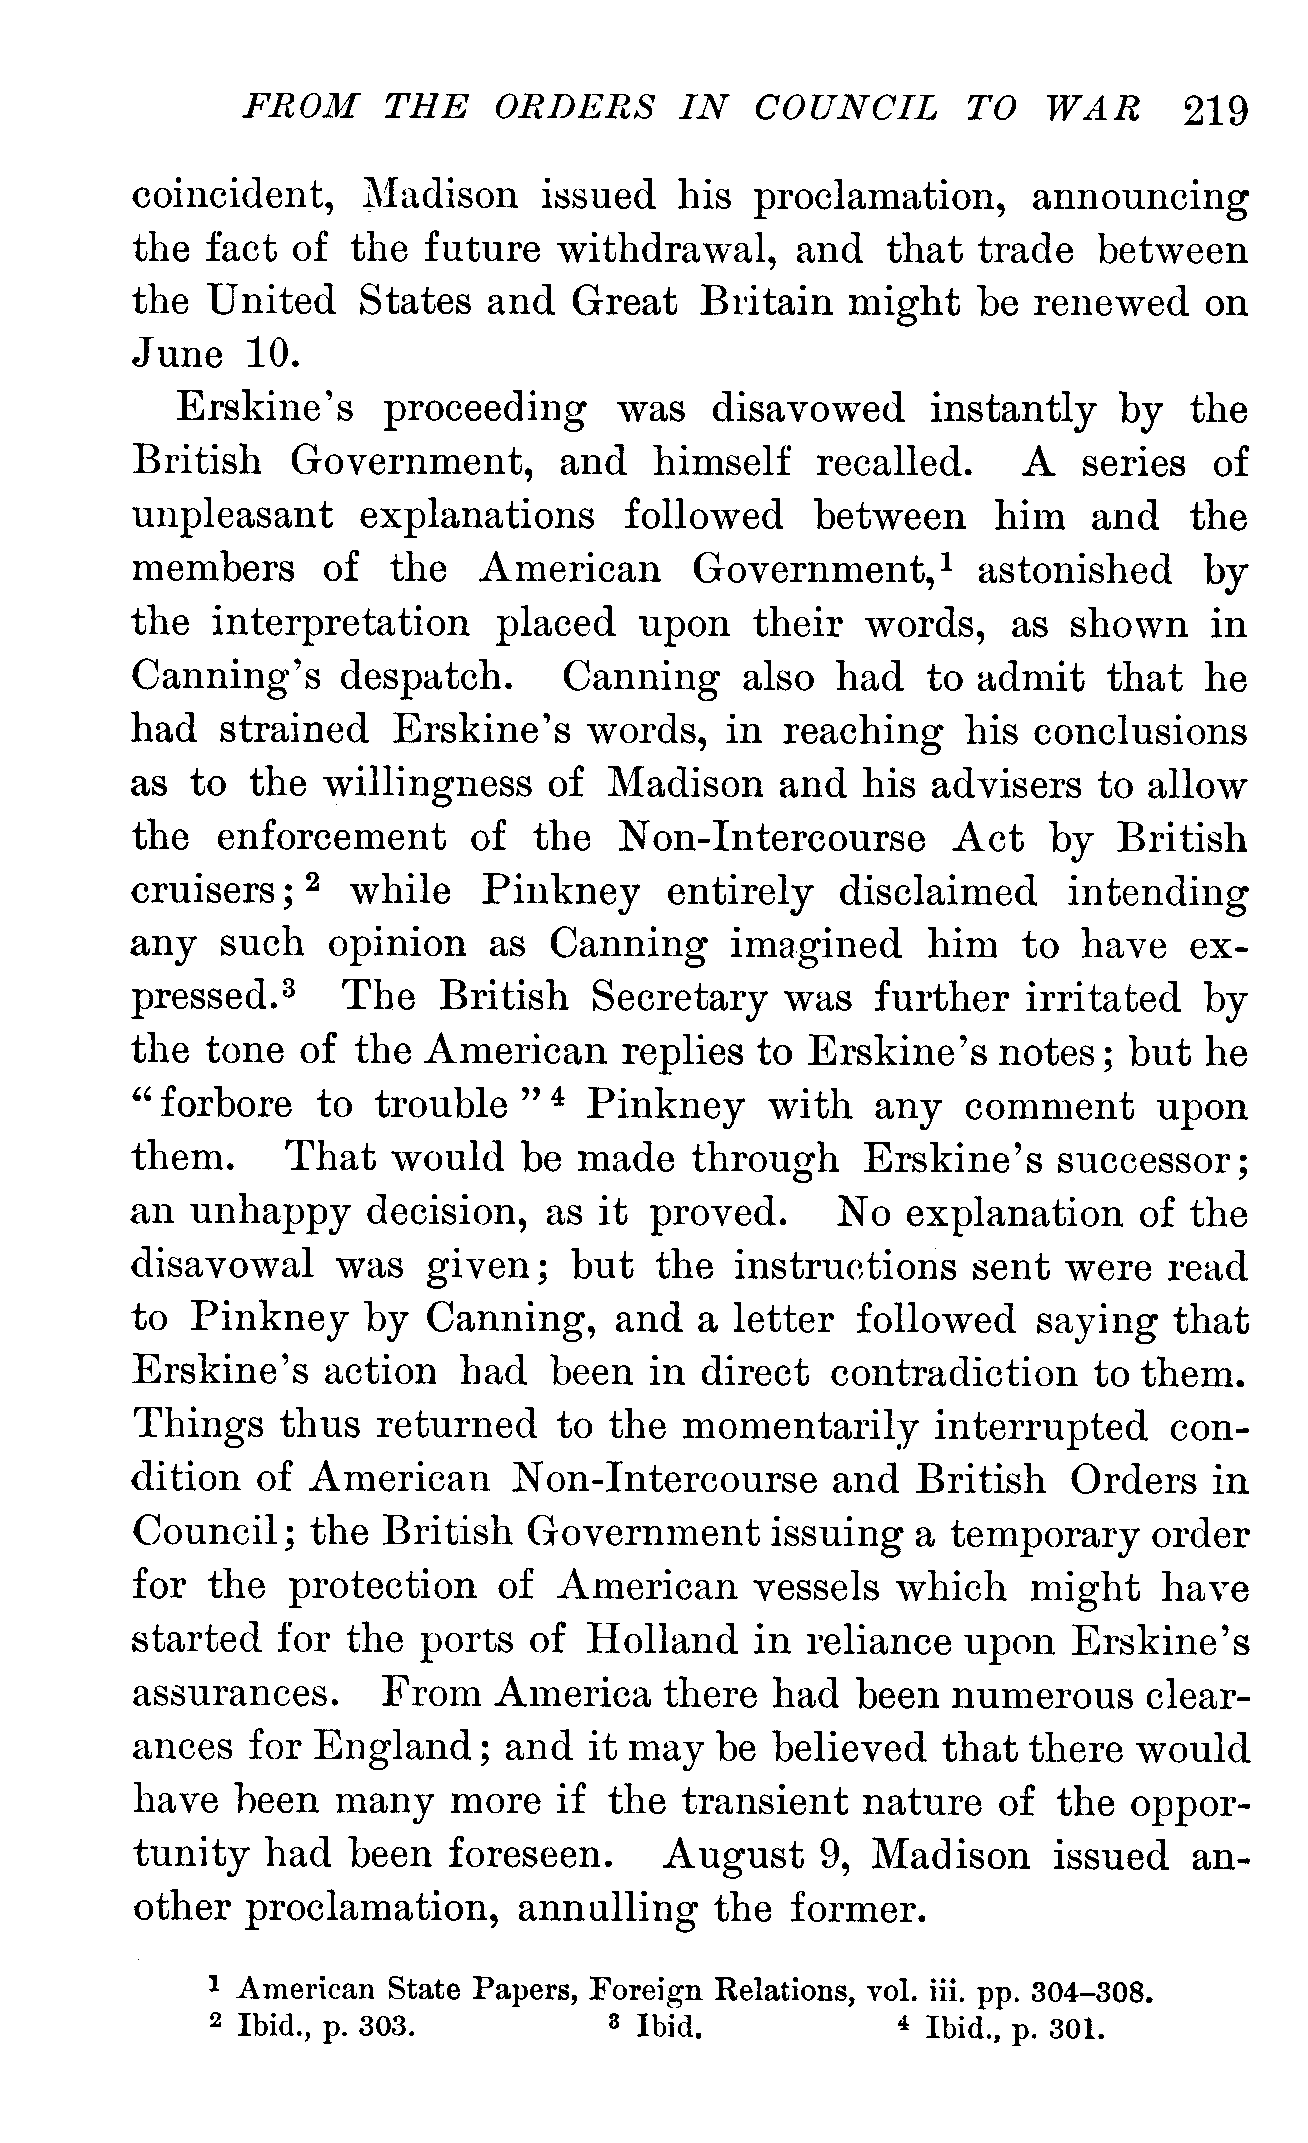 FROM THE ORDERS IN COUNCIL TO WAR 219
coincident, Madison issued his proclamation, announcing
the fact of the future withdrawal, and that trade between
the United States and Great Britain might be renewed on
June 10.
Erskine's proceeding was disavowed instantly by the
British Government, and himself recalled. A series of
unpleasant explanations followed between him and the
members of the American Government,¹ astonished by
the interpretation placed upon their words, as shown in
Canning's despatch. Canning also had to admit that he
had strained Erskine's words, in reaching his conclusions
as to the willingness of Madison and his advisers to allow
the enforcement of the Non-Intercourse Act by British
cruisers; ² while Pinkney entirely disclaimed intending
any such opinion as Canning imagined him to have ex-
pressed.³ The British Secretary was further irritated by
the tone of the American replies to Erskine's notes; but he
“forbore to trouble” ⁴ Pinkney with any comment upon
them. That would be made through Erskine's successor;
an unhappy decision, as it proved. No explanation of the
disavowal was given; but the instructions sent were read
to Pinkney by Canning, and a letter followed saying that
Erskine's action had been in direct contradiction to them.
Things thus returned to the momentarily interrupted con-
dition of American Non-Intercourse and British Orders in
Council; the British Government issuing a temporary order
for the protection of American vessels which might have
started for the ports of Holland in reliance upon Erskine's
assurances. From America there had been numerous clear-
ances for England; and it may be believed that there would
have been many more if the transient nature of the oppor-
tunity had been foreseen. August 9, Madison issued an-
other proclamation, annulling the former.
¹ American State Papers, Foreign Relations, vol. iii. pp. 304–308.
² Ibid., p. 303. ³ Ibid. ⁴ Ibid., p. 301.